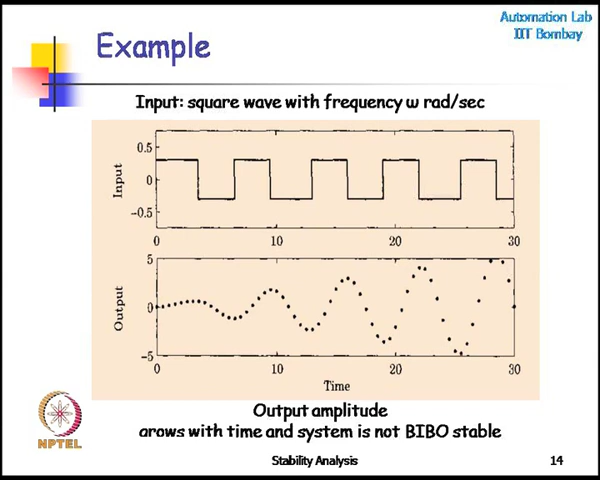 Automation Lab
IIT Bombay
Example
Input: square wave with frequency ω rad/sec
0.5
0
-0.5
Input
0 10 20 30
5
0
-5
Output
0 10 20 30
Time
Output amplitude
arows with time and system is not BIBO stable
NPTEL
Stability Analysis 14